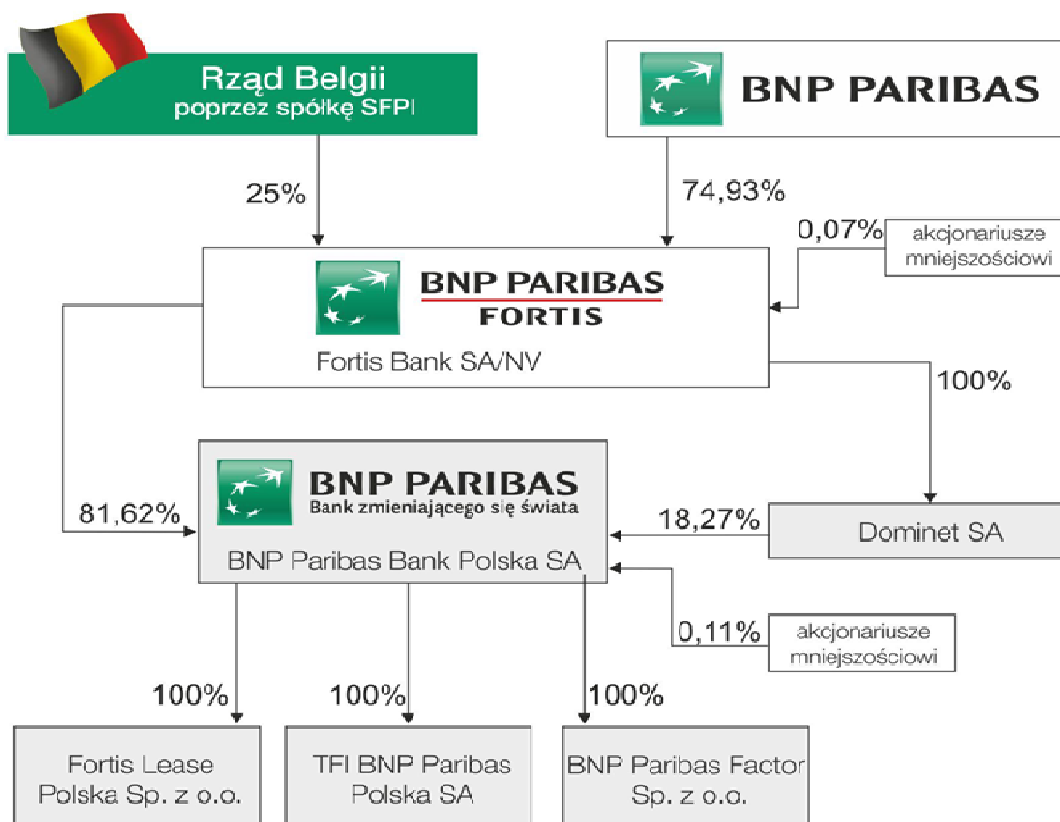 Rząd Belgii
poprzez spółkę SFPI
BNP PARIBAS
25%
74,93%
0,07%
akcjonariusze
mniejszościowi
BNP PARIBAS
FORTIS
Fortis Bank SA/NV
100%
BNP PARIBAS
Bank zmieniającego się świata
BNP Paribas Bank Polska SA
81,62%
18,27%
Dominet SA
0,11%
akcjonariusze
mniejszościowi
100%
100%
100%
Fortis Lease
Polska Sp. z o.o.
TFI BNP Paribas
Polska SA
BNP Paribas Factor
Sp. z o.o.